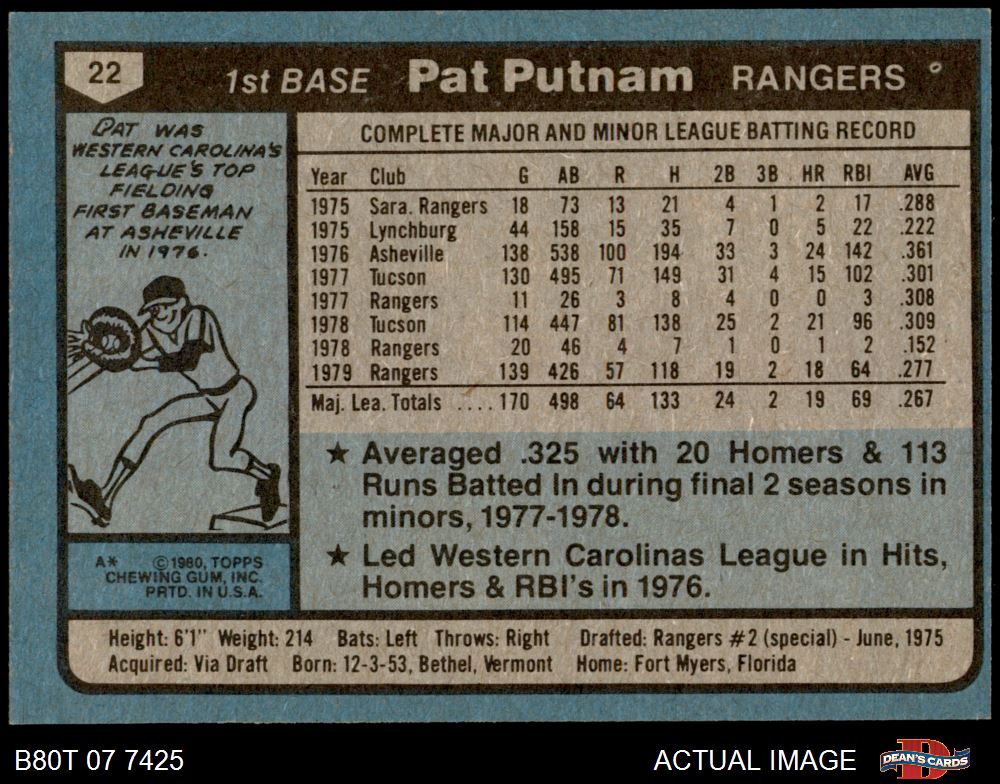 22
1st BASE Pat Putnam RANGERS
PAT WAS
WESTERN CAROLINA'S
LEAGUE'S TOP
FIELDING
FIRST BASEMAN
AT ASHEVILLE
IN 1976.
COMPLETE MAJOR AND MINOR LEAGUE BATTING RECORD
Year Club G AB R H 2B 3B HR RBI AVG
1975 Sara. Rangers 18 73 13 21 4 1 2 17 .288
1975 Lynchburg 44 158 15 35 7 0 5 22 .222
1976 Asheville 138 538 100 194 33 3 24 142 .361
1977 Tucson 130 495 71 149 31 4 15 102 .301
1977 Rangers 11 26 3 8 4 0 0 3 .308
1978 Tucson 114 447 81 138 25 2 21 96 .309
1978 Rangers 20 46 4 7 1 0 1 2 .152
1979 Rangers 139 426 57 118 19 2 18 64 .277
Maj. Lea. Totals ....170 498 64 133 24 2 19 69 .267
★ Averaged .325 with 20 Homers & 113
Runs Batted In during final 2 seasons in
minors, 1977-1978.
★ Led Western Carolinas League in Hits,
Homers & RBI's in 1976.
A* ©1980, TOPPS
CHEWING GUM, INC.
PRTD. IN U.S.A.
Height: 6'1" Weight: 214 Bats: Left Throws: Right Drafted: Rangers #2 (special) - June, 1975
Acquired: Via Draft Born: 12-3-53, Bethel, Vermont Home: Fort Myers, Florida
B80T 07 7425 ACTUAL IMAGE
D
DEAN'S CARDS